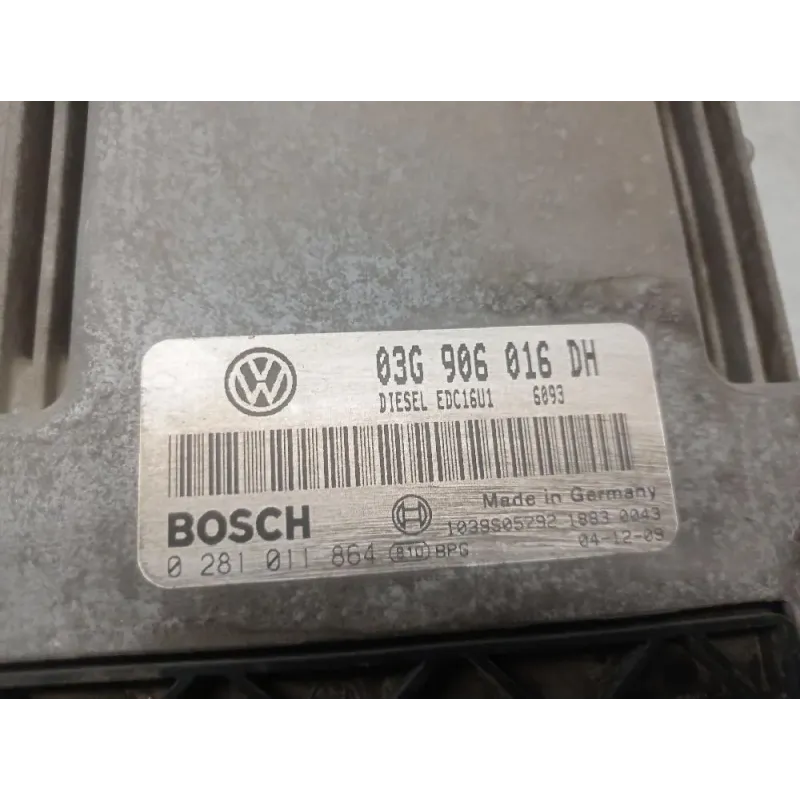 03G 906 016 DH
DIESEL EDC16U1 6093
BOSCH
Made in Germany
1039S05292 1883 0043
0 281 011 864 BPG
04-12-09